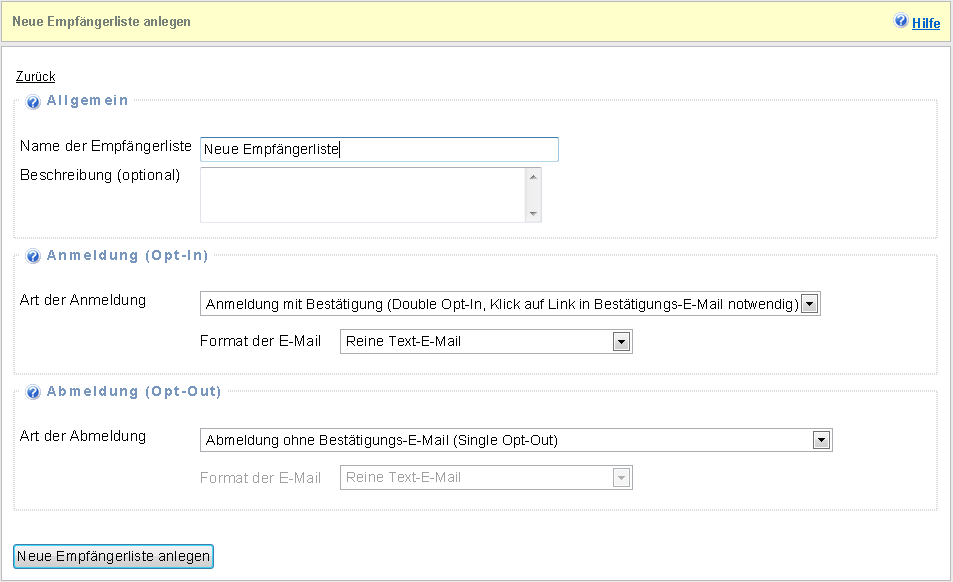 Neue Empfängerliste anlegen
Hilfe
Zurück
Allgemein
Name der Empfängerliste Neue Empfängerliste
Beschreibung (optional)
Anmeldung (Opt-In)
Art der Anmeldung Anmeldung mit Bestätigung (Double Opt-In, Klick auf Link in Bestätigungs-E-Mail notwendig)
Format der E-Mail Reine Text-E-Mail
Abmeldung (Opt-Out)
Art der Abmeldung Abmeldung ohne Bestätigungs-E-Mail (Single Opt-Out)
Format der E-Mail Reine Text-E-Mail
Neue Empfängerliste anlegen